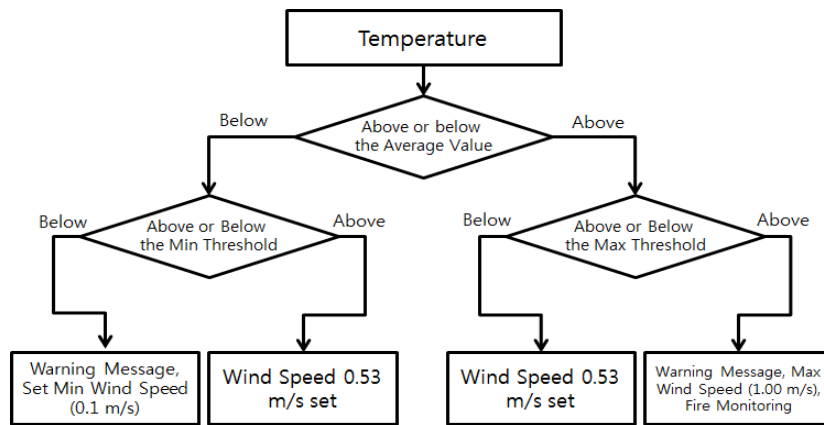 Temperature
Below
Above or below
the Average Value
Above
Below
Above or Below
the Min Threshold
Above
Below
Above or Below
the Max Threshold
Above
Warning Message,
Set Min Wind Speed
(0.1 m/s)
Wind Speed 0.53
m/s set
Wind Speed 0.53
m/s set
Warning Message, Max
Wind Speed (1.00 m/s),
Fire Monitoring